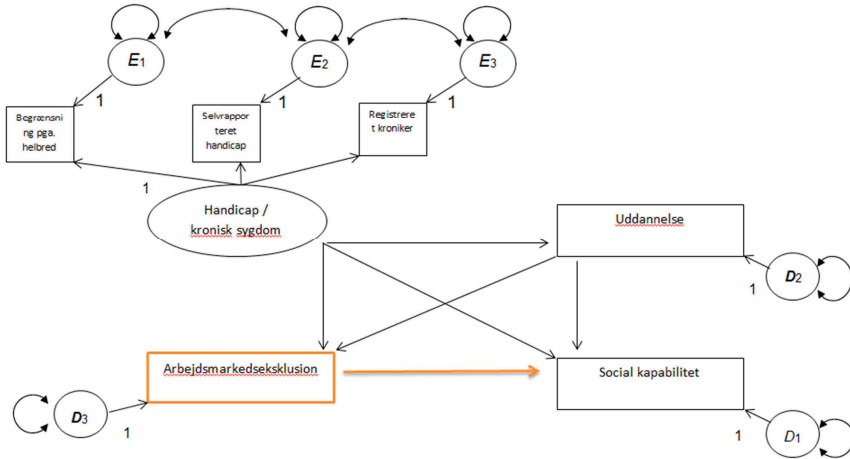 E1
E2
E3
1
1
1
Begrænsni
ng pga.
helbred
Selvrappor
teret
handicap
Registrere
t kroniker
1
Handicap /
kronisk sygdom
Uddannelse
D2
1
Arbejdsmarkedseksklusion
Social kapabilitet
D3
1
1
D1